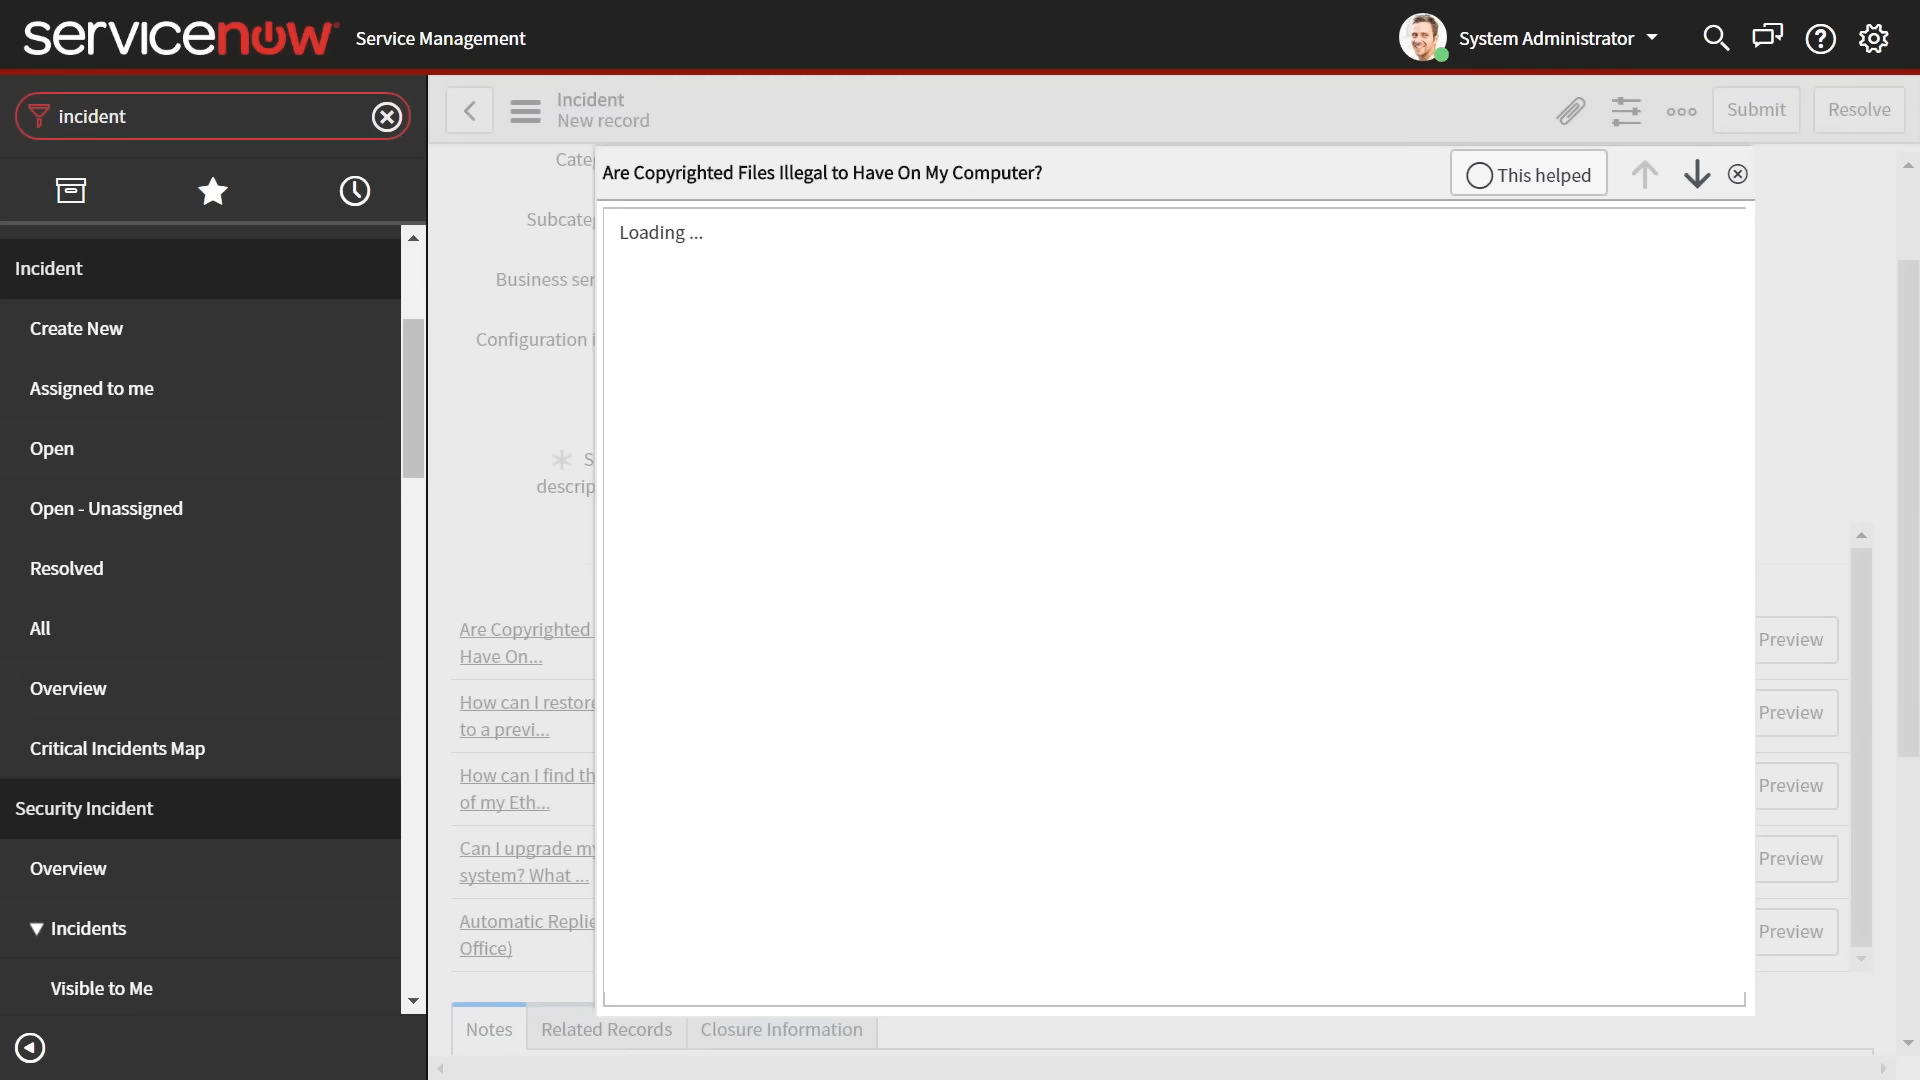 servicenow Service Management
System Administrator
incident
Incident
Create New
Assigned to me
Open
Open - Unassigned
Resolved
All
Overview
Critical Incidents Map
Security Incident
Overview
Incidents
Visible to Me
Incident
New record
Submit
Resolve
Are Copyrighted Files Illegal to Have On My Computer?
This helped
Loading ...
Subcate
Business ser
Configuration
descrip
Are Copyrighted
Have On...
Preview
How can I restore
to a previ...
Preview
How can I find th
of my Eth...
Preview
Can I upgrade my
system? What ...
Preview
Automatic Replie
Office)
Preview
Notes
Related Records
Closure Information